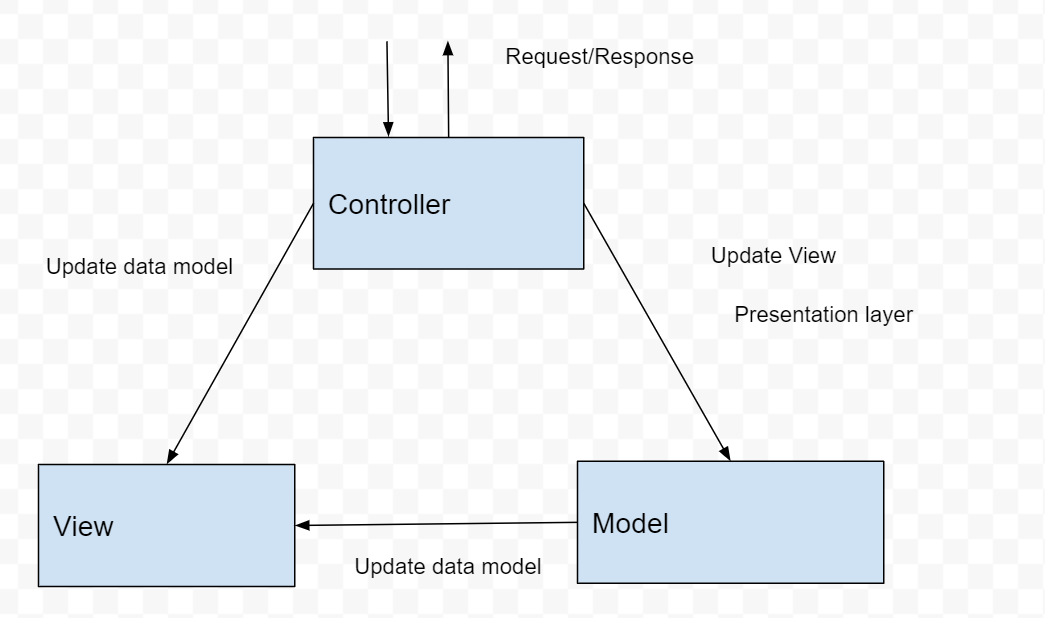 Request/Response
Controller
Update data model
Update View
Presentation layer
View
Model
Update data model